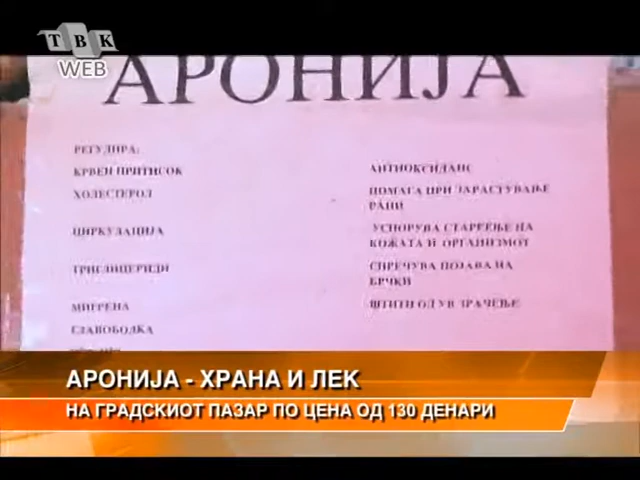 ТВК
WEB
АРОНИЈА
РЕГУЛИРА:
КРВЕН ПРИТИСОК
ХОЛЕСТЕРОЛ
ЦИРКУЛАЦИЈА
ТРИГЛИЦЕРИДИ
МИГРЕНА
ГЛАВОБОЛКА
АНТИОКСИДАНС
ПОМАГА ПРИ ЗАРАСТУВАЊЕ
РАНИ
УСПОРУВА СТАРЕЕЊЕ НА
КОЖАТА И ОРГАНИЗМОТ
СПРЕЧУВА ПОЈАВА НА
БРЧКИ
ШТИТИ ОД УВ ЗРАЧЕЊЕ
АРОНИЈА - ХРАНА И ЛЕК
НА ГРАДСКИОТ ПАЗАР ПО ЦЕНА ОД 130 ДЕНАРИ